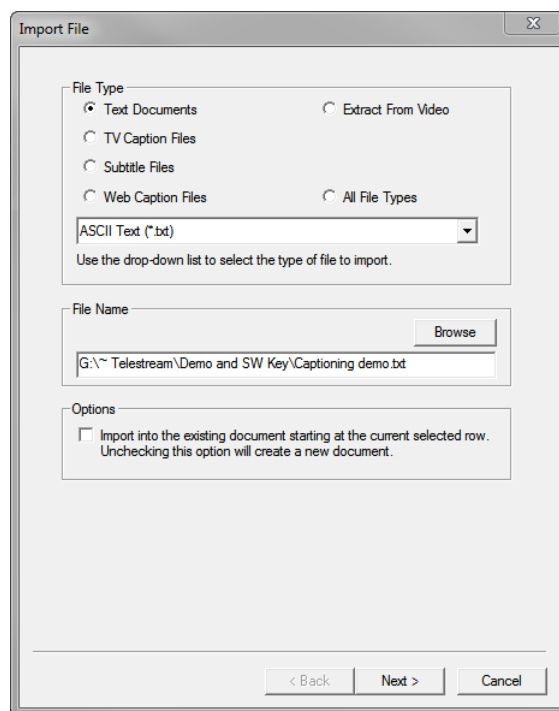 Import File
File Type
Text Documents
Extract From Video
TV Caption Files
Subtitle Files
Web Caption Files
All File Types
ASCII Text (*.txt)
Use the drop-down list to select the type of file to import.
File Name
Browse
G:\~ Telestream\Demo and SW Key\Captioning demo.txt
Options
Import into the existing document starting at the current selected row.
Unchecking this option will create a new document.
< Back
Next >
Cancel